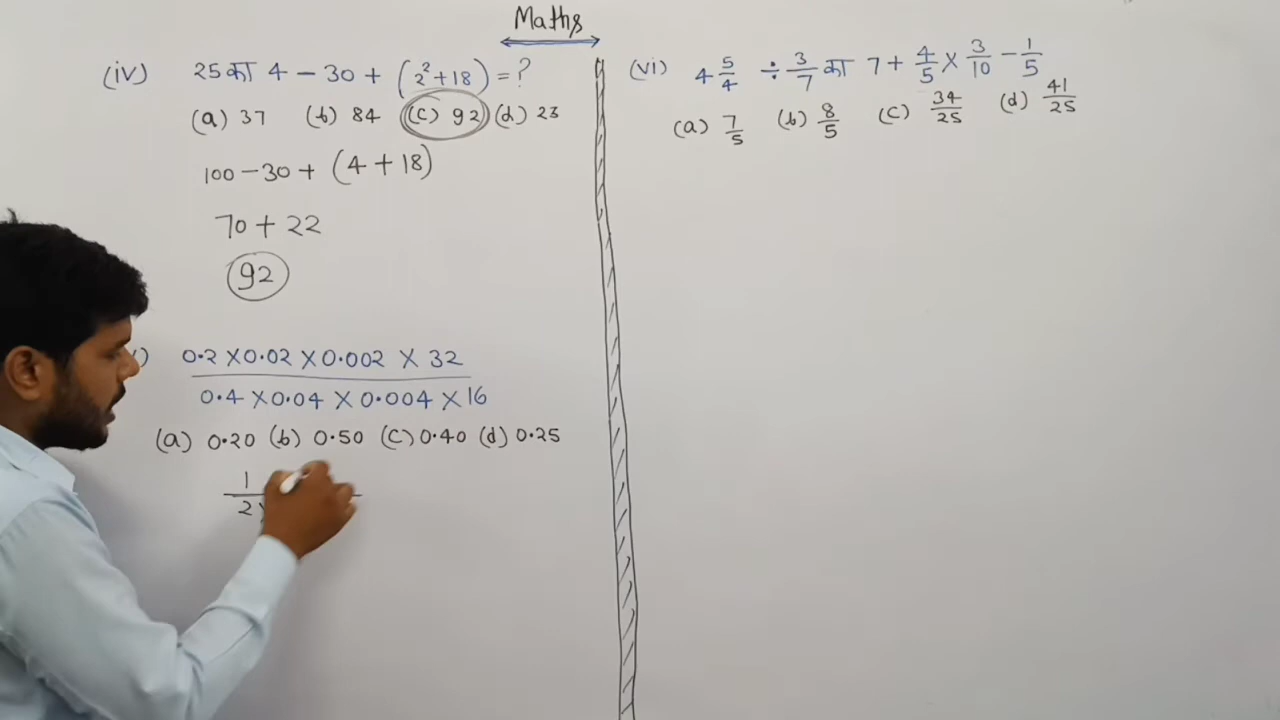 Maths
(iv) 25 का 4 - 30 + (2² + 18) = ?
(a) 37 (b) 84 (c) 92 (d) 23
100 - 30 + (4 + 18)
70 + 22
92
0.2 × 0.02 × 0.002 × 32
0.4 × 0.04 × 0.004 × 16
(a) 0.20 (b) 0.50 (c) 0.40 (d) 0.25
1
2
(vi) 4 5/4 ÷ 3/7 का 7 + 4/5 × 3/10 - 1/5
(a) 7/5 (b) 8/5 (c) 34/25 (d) 41/25